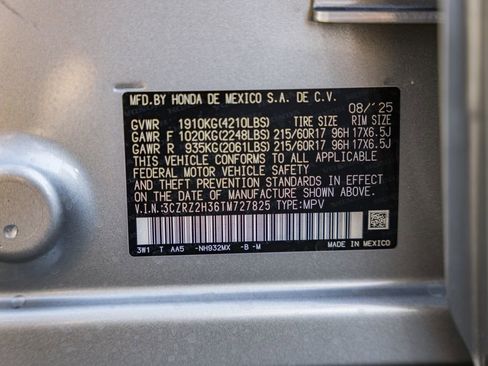 MFD.BY HONDA DE MEXICO S.A. DE C.V.
08/'25
GVWR 1910KG(4210LBS) TIRE SIZE RIM SIZE
GAWR F 1020KG(2248LBS) 215/60R17 96H 17X6.5J
GAWR R 935KG(2061LBS) 215/60R17 96H 17X6.5J
THIS VEHICLE CONFORMS TO ALL APPLICABLE
FEDERAL MOTOR VEHICLE SAFETY
AND THEFT PREVENTION STANDARDS IN EFFECT
ON THE DATE OF MANUFACTURE SHOWN ABOVE.
V.I.N.:3CZRZ2H36TM727825 TYPE:MPV
3W1 T AA5 -NH932MX -B -M
MADE IN MEXICO